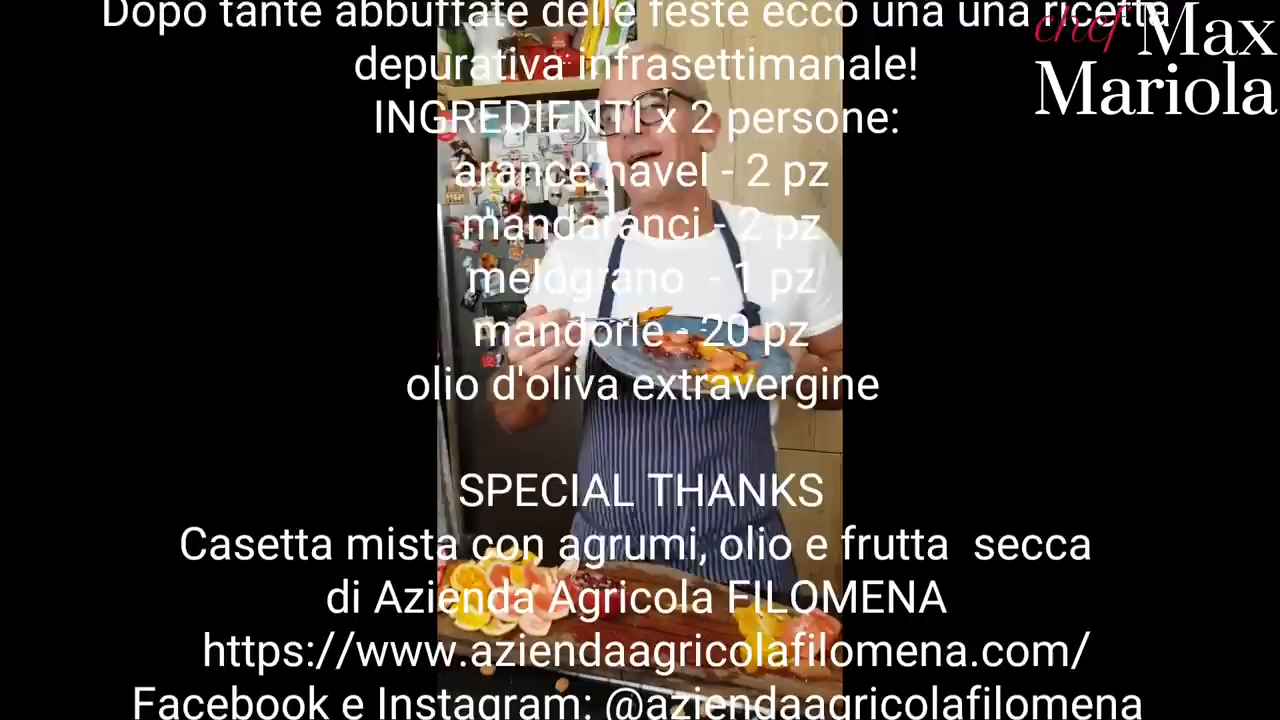 Dopo tante abbuffate delle feste ecco una una ricetta
depurativa infrasettimanale!
INGREDIENTI x 2 persone:
arance navel - 2 pz
mandaranci - 2 pz
melograno - 1 pz
mandorle - 20 pz
olio d'oliva extravergine
SPECIAL THANKS
Casetta mista con agrumi, olio e frutta secca
di Azienda Agricola FILOMENA
https://www.aziendaagricolafilomena.com/
Facebook e Instagram: @aziendaagricolafilomena
chef Max
Mariola